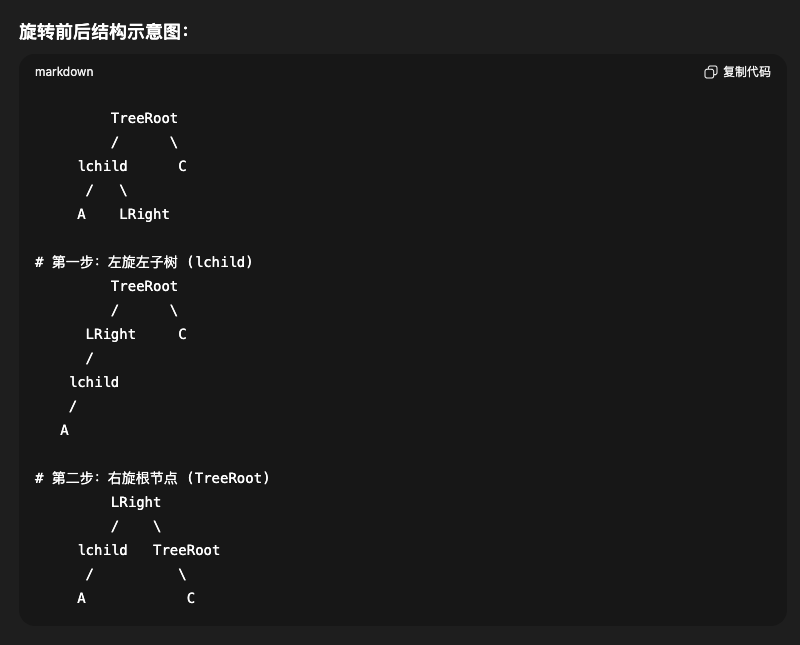 旋转前后结构示意图：
markdown 复制代码
TreeRoot
/ \
lchild C
/ \
A LRight
# 第一步：左旋左子树 (lchild)
TreeRoot
/ \
LRight C
/
lchild
/
A
# 第二步：右旋根节点 (TreeRoot)
LRight
/ \
lchild TreeRoot
/ \
A C